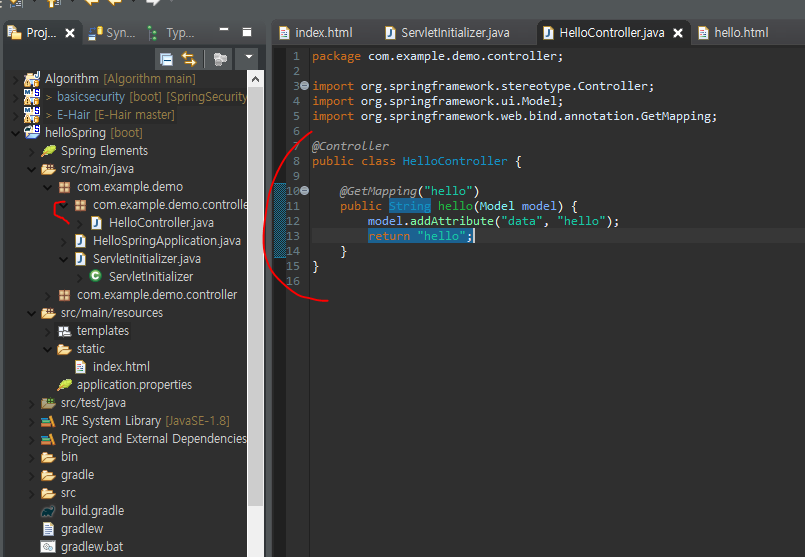 Proj...
Syn...
Typ...
index.html
ServletInitializer.java
HelloController.java
hello.html
Algorithm [Algorithm main]
> basicsecurity [boot] [SpringSecurity
> E-Hair [E-Hair master]
helloSpring [boot]
Spring Elements
src/main/java
com.example.demo
com.example.demo.controlle
HelloController.java
HelloSpringApplication.java
ServletInitializer.java
ServletInitializer
com.example.demo.controller
src/main/resources
templates
static
index.html
application.properties
src/test/java
JRE System Library [JavaSE-1.8]
Project and External Dependencies
bin
gradle
src
build.gradle
gradlew
gradlew.bat
1 package com.example.demo.controller;
2
3 import org.springframework.stereotype.Controller;
4 import org.springframework.ui.Model;
5 import org.springframework.web.bind.annotation.GetMapping;
6
7 @Controller
8 public class HelloController {
9
10 @GetMapping("hello")
11 public String hello(Model model) {
12 model.addAttribute("data", "hello");
13 return "hello";
14 }
15 }
16